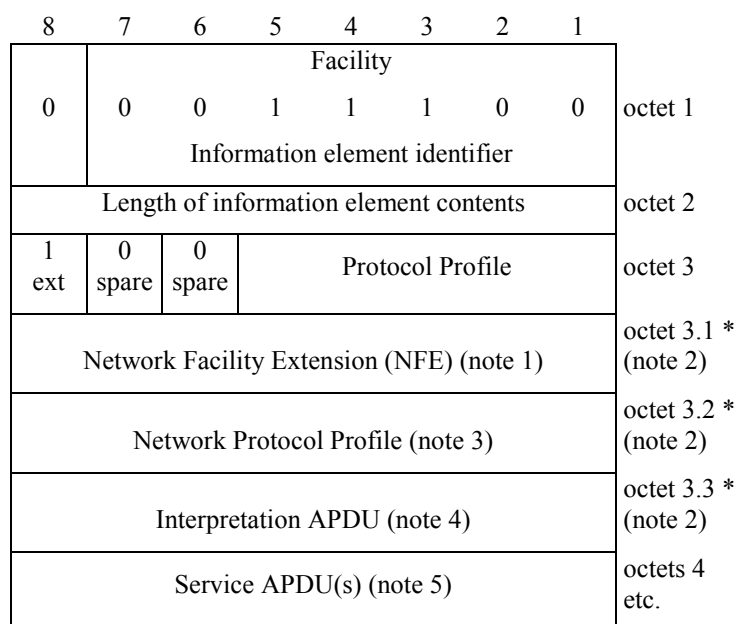 8 7 6 5 4 3 2 1
Facility
0 0 0 1 1 1 0 0 octet 1
Information element identifier
Length of information element contents octet 2
1 0 0 Protocol Profile octet 3
ext spare spare
Network Facility Extension (NFE) (note 1) octet 3.1 *
(note 2)
Network Protocol Profile (note 3) octet 3.2 *
(note 2)
Interpretation APDU (note 4) octet 3.3 *
(note 2)
Service APDU(s) (note 5) octets 4
etc.